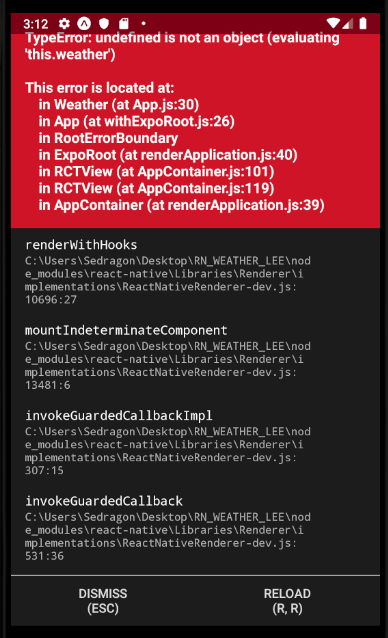 3:12
TypeError: undefined is not an object (evaluating
'this.weather')
This error is located at:
in Weather (at App.js:30)
in App (at withExpoRoot.js:26)
in RootErrorBoundary
in ExpoRoot (at renderApplication.js:40)
in RCTView (at AppContainer.js:101)
in RCTView (at AppContainer.js:119)
in AppContainer (at renderApplication.js:39)
renderWithHooks
C:\Users\Sedragon\Desktop\RN_WEATHER_LEE\nod
e_modules\react-native\Libraries\Renderer\i
mplementations\ReactNativeRenderer-dev.js:
10696:27
mountIndeterminateComponent
C:\Users\Sedragon\Desktop\RN_WEATHER_LEE\nod
e_modules\react-native\Libraries\Renderer\i
mplementations\ReactNativeRenderer-dev.js:
13481:6
invokeGuardedCallbackImpl
C:\Users\Sedragon\Desktop\RN_WEATHER_LEE\nod
e_modules\react-native\Libraries\Renderer\i
mplementations\ReactNativeRenderer-dev.js:
307:15
invokeGuardedCallback
C:\Users\Sedragon\Desktop\RN_WEATHER_LEE\nod
e_modules\react-native\Libraries\Renderer\i
mplementations\ReactNativeRenderer-dev.js:
531:36
DISMISS
(ESC)
RELOAD
(R, R)